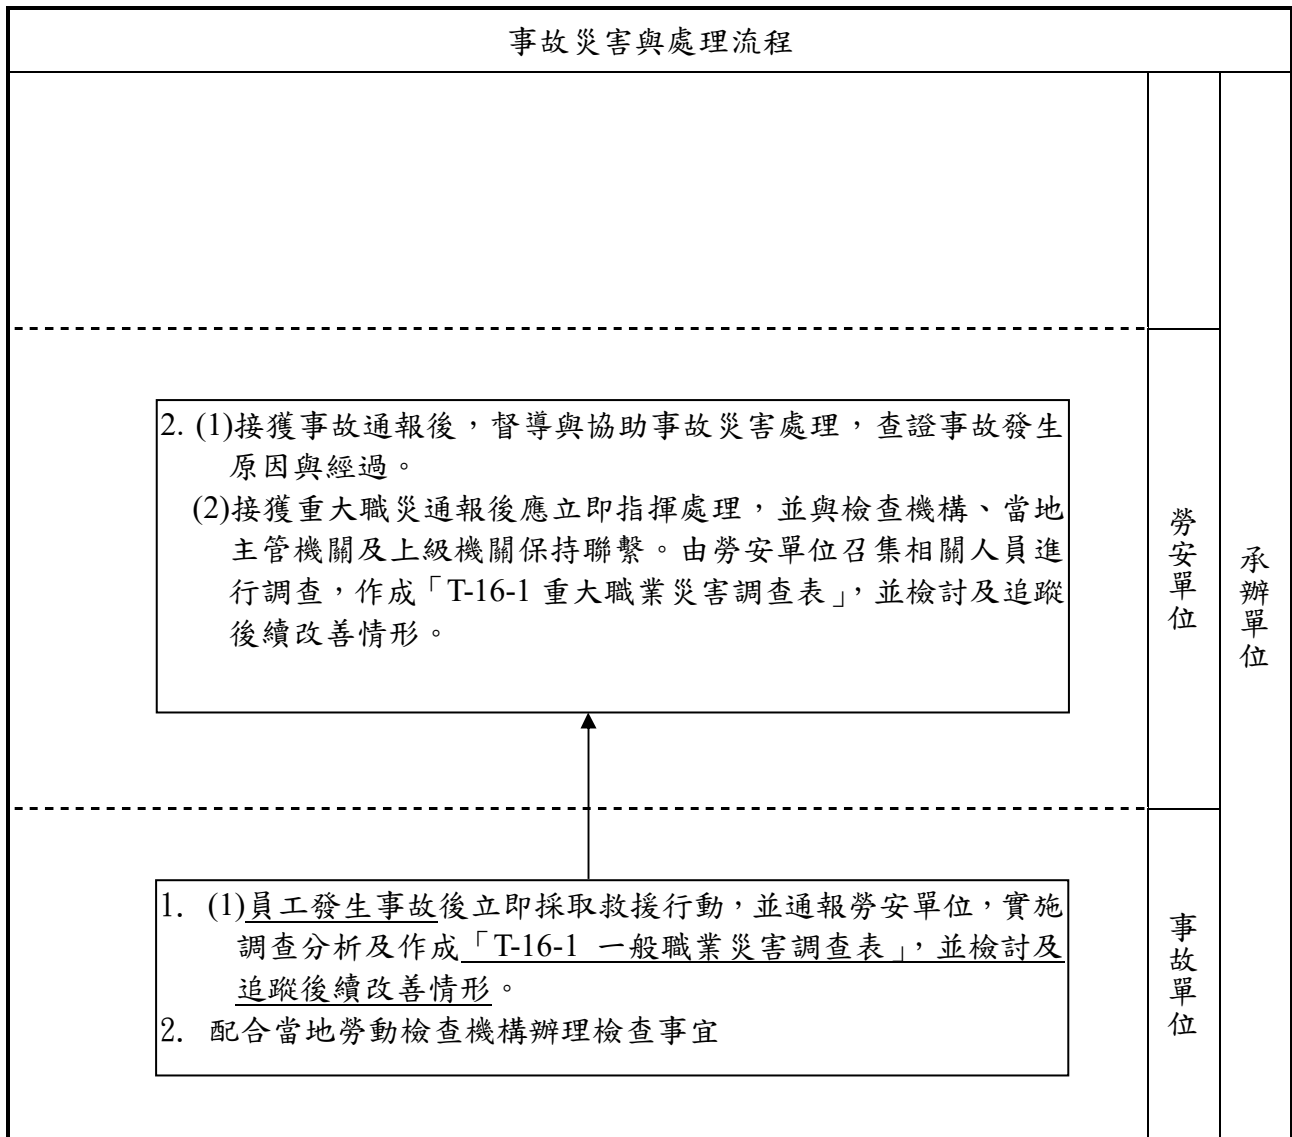 事故災害與處理流程
2. (1)接獲事故通報後，督導與協助事故災害處理，查證事故發生
原因與經過。
(2)接獲重大職災通報後應立即指揮處理，並與檢查機構、當地
主管機關及上級機關保持聯繫。由勞安單位召集相關人員進
行調查，作成「T-16-1 重大職業災害調查表」，並檢討及追蹤
後續改善情形。
勞安單位
承辦單位
1. (1)員工發生事故後立即採取救援行動，並通報勞安單位，實施
調查分析及作成「T-16-1 一般職業災害調查表」，並檢討及
追蹤後續改善情形。
2. 配合當地勞動檢查機構辦理檢查事宜
事故單位